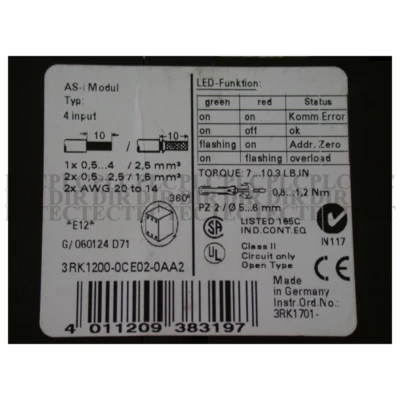 AS-i Modul
Typ:
4 input
10
10
1x 0,5...4 / 2,5 mm²
2x 0,5...2,5 / 1,5 mm²
2x AWG 20 to 14
360°
*E12*
G/ 060124 D71
3RK1200-0CE02-0AA2
4 011209 383197
LED-Funktion:
green red Status
on on Komm Error
on off ok
flashing on Addr. Zero
on flashing overload
TORQUE 7...10.3 LB.IN
0,8...1,2 Nm
PZ 2 / Ø 5...6 mm
SA
LISTED 165C
IND.CONT.EQ
N117
UL
Class II
Circuit only
Open Type
CE
Made in
Germany
Instr.Ord.No.:
3RK1701-